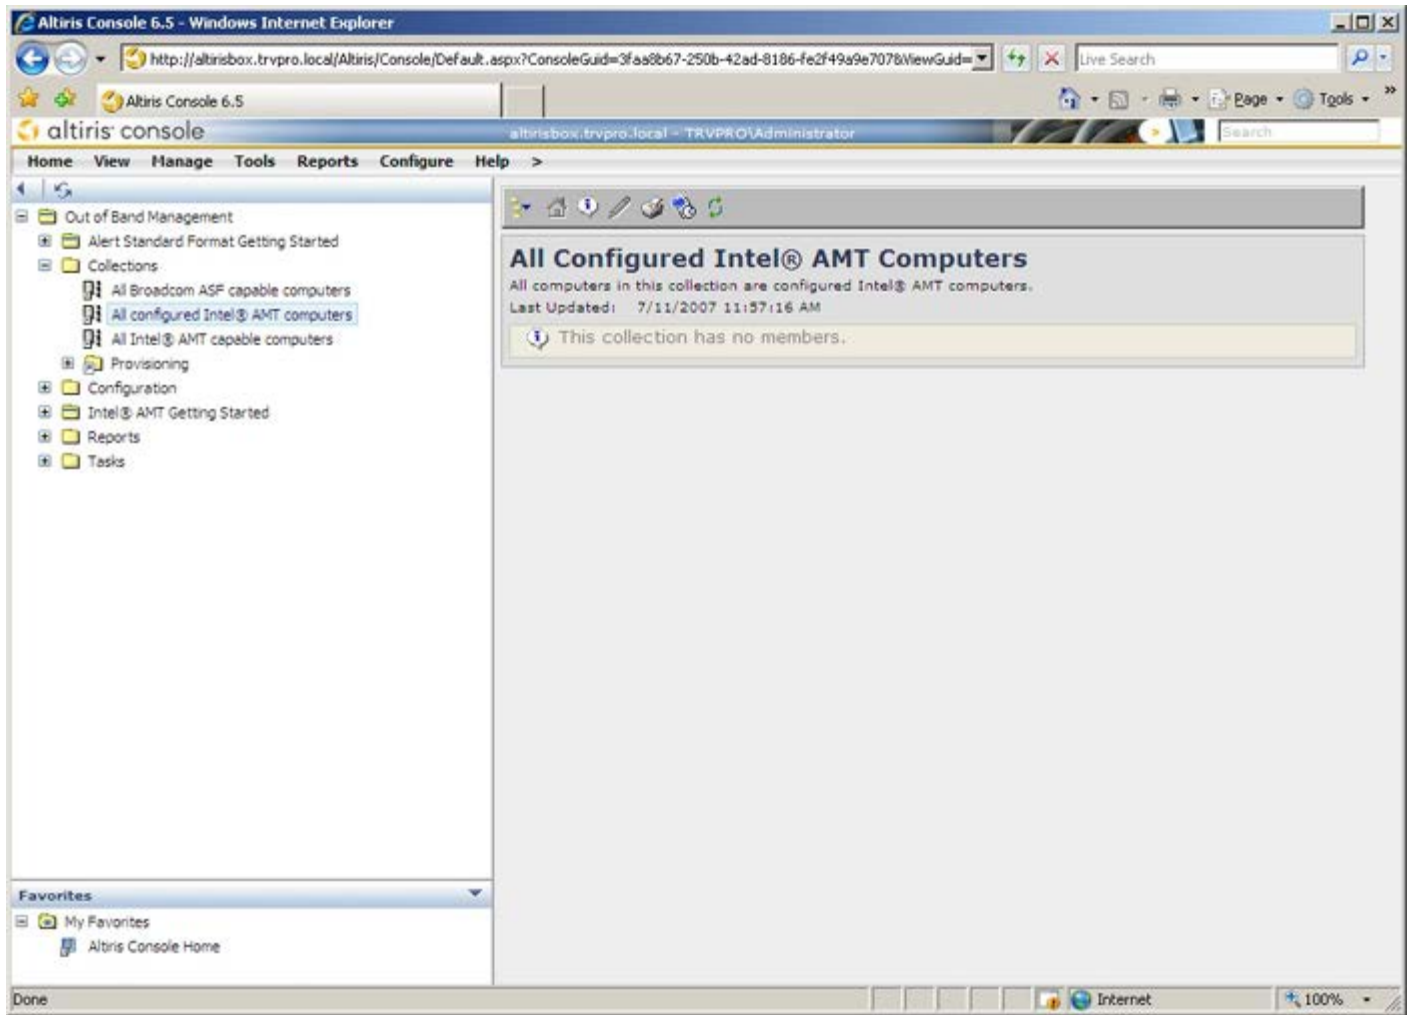 Altiris Console 6.5 - Windows Internet Explorer
http://altirisbox.trvpro.local/Altiris/Console/Default.aspx?ConsoleGuid=3faa8b67-250b-42ad-8186-fe2f49a9e707&ViewGuid=
Live Search
Altiris Console 6.5
Page
Tools
»
altiris console
altirisbox.trvpro.local - TRVPRO\Administrator
Search
Home View Manage Tools Reports Configure Help >
Out of Band Management
Alert Standard Format Getting Started
Collections
All Broadcom ASF capable computers
All configured Intel® AMT computers
All Intel® AMT capable computers
Provisioning
Configuration
Intel® AMT Getting Started
Reports
Tasks
All Configured Intel® AMT Computers
All computers in this collection are configured Intel® AMT computers.
Last Updated: 7/11/2007 11:57:16 AM
This collection has no members.
Favorites
My Favorites
Altiris Console Home
Done
Internet
100%